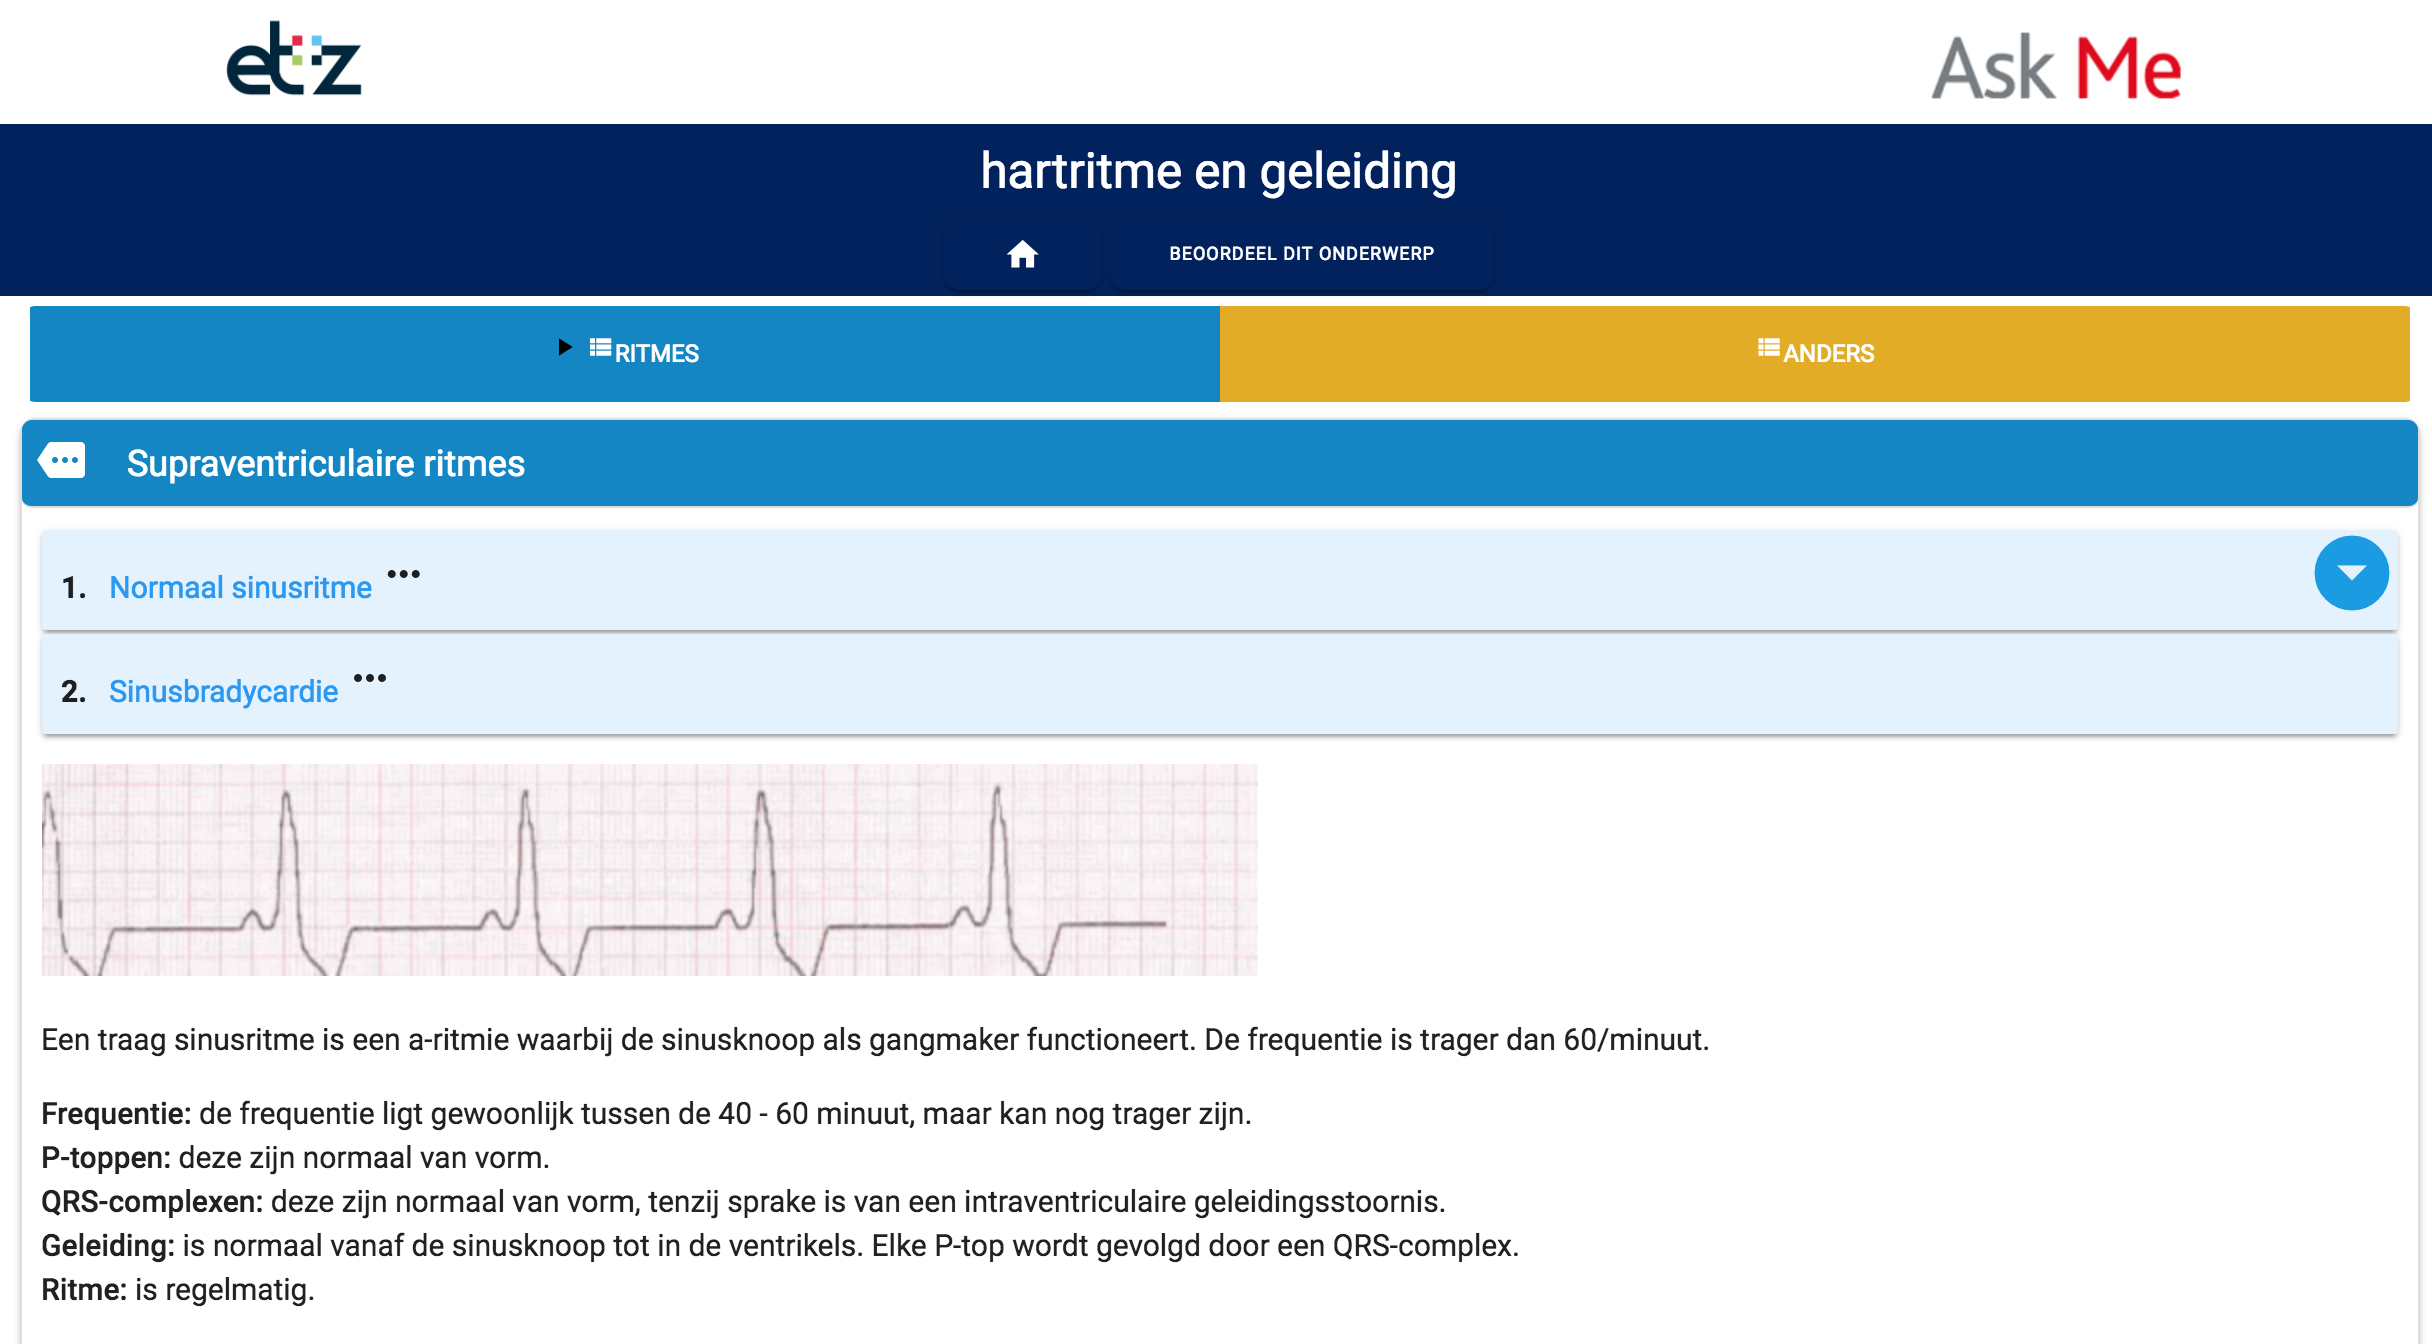 etz
Ask Me
hartritme en geleiding
BEOORDEEL DIT ONDERWERP
RITMES
ANDERS
Supraventriculaire ritmes
1. Normaal sinusritme •••
2. Sinusbradycardie •••
Een traag sinusritme is een a-ritmie waarbij de sinusknoop als gangmaker functioneert. De frequentie is trager dan 60/minuut.
Frequentie: de frequentie ligt gewoonlijk tussen de 40 - 60 minuut, maar kan nog trager zijn.
P-toppen: deze zijn normaal van vorm.
QRS-complexen: deze zijn normaal van vorm, tenzij sprake is van een intraventriculaire geleidingsstoornis.
Geleiding: is normaal vanaf de sinusknoop tot in de ventrikels. Elke P-top wordt gevolgd door een QRS-complex.
Ritme: is regelmatig.